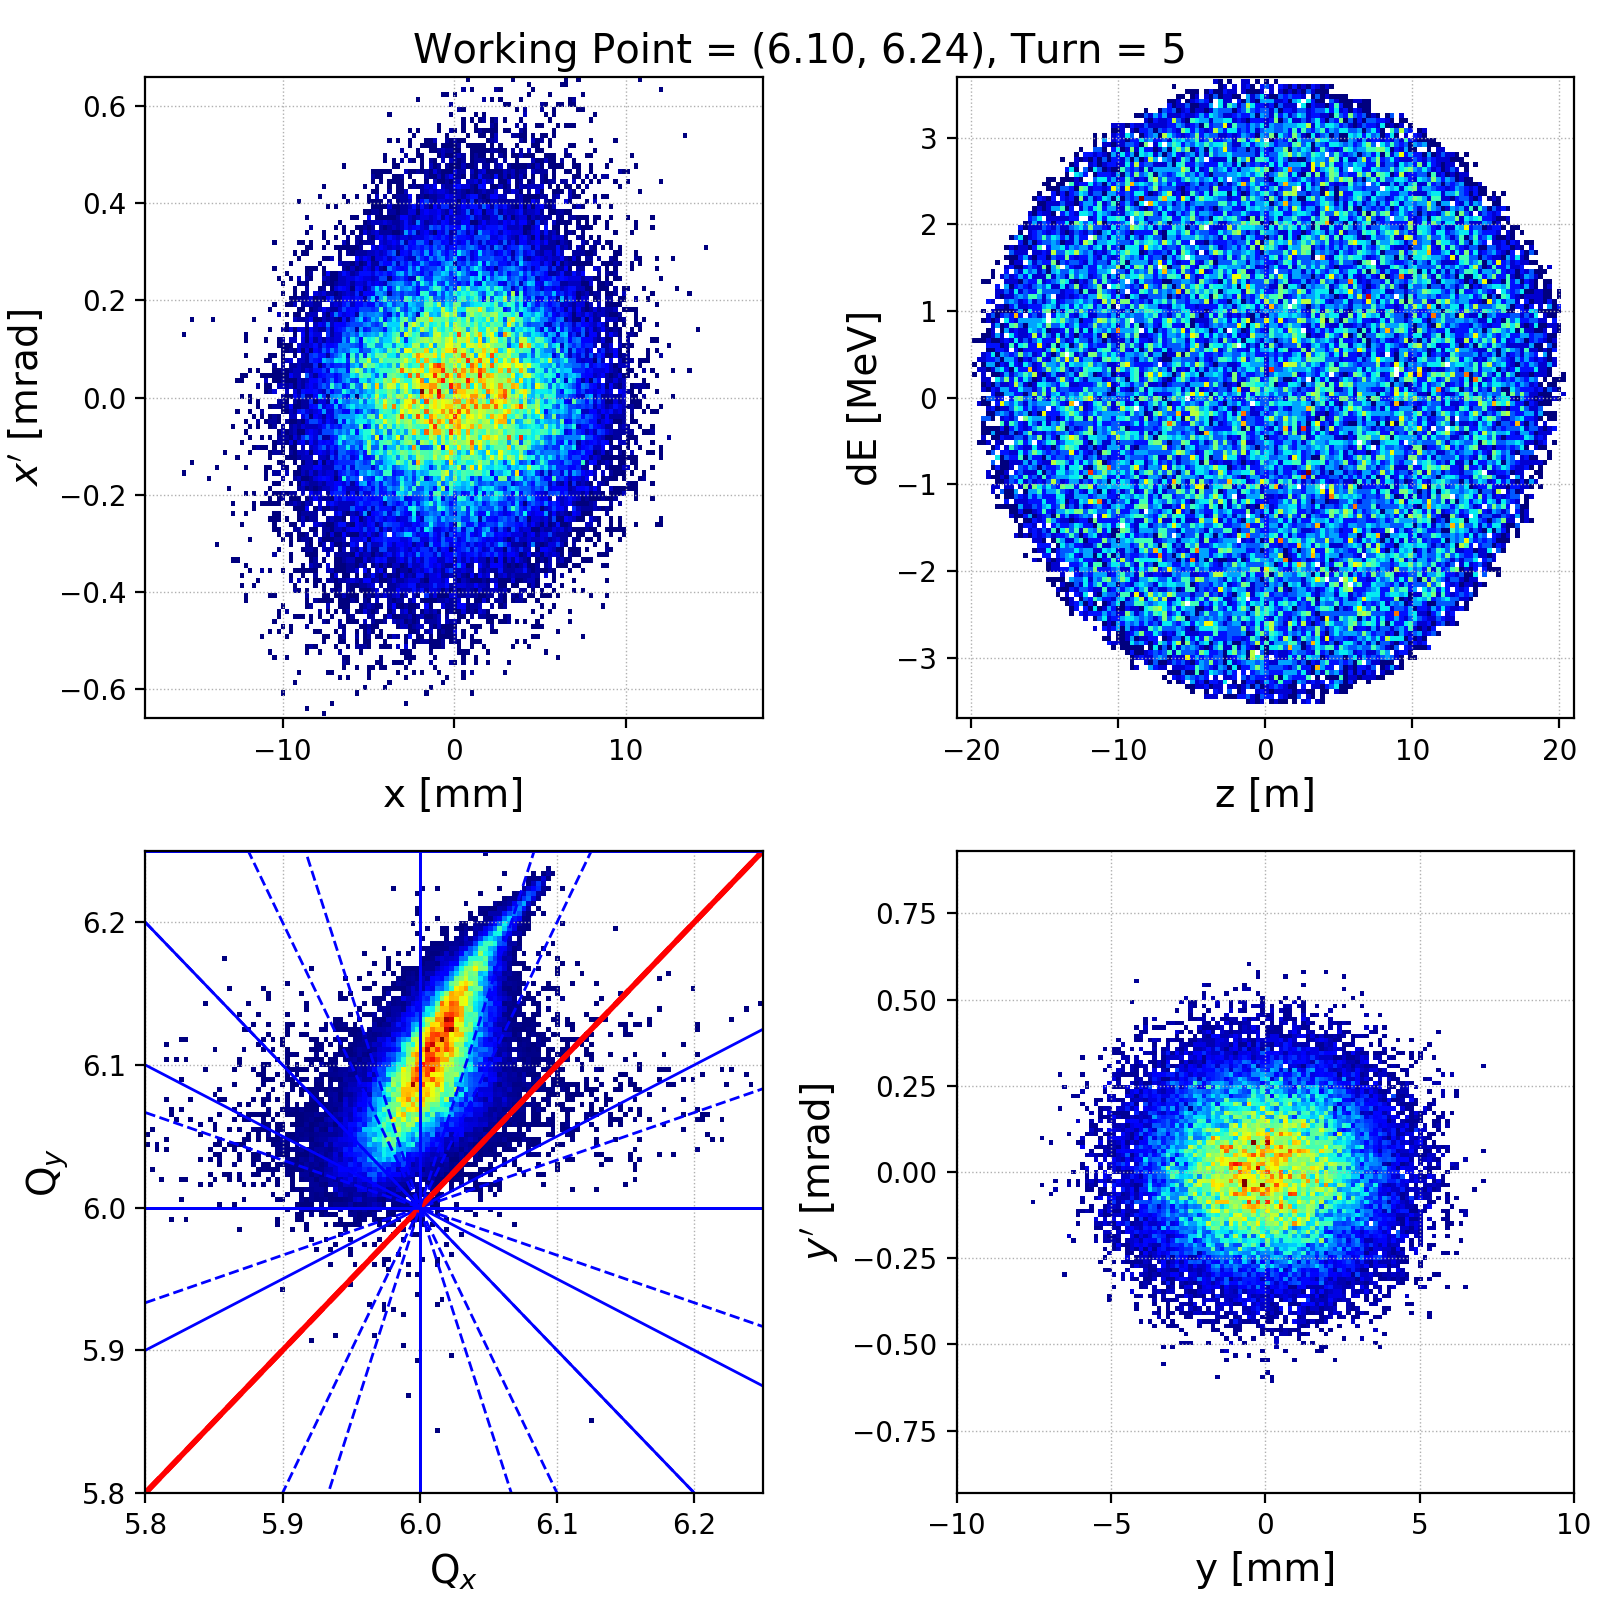 Working Point = (6.10, 6.24), Turn = 5
0.6
0.4
0.2
0.0
−0.2
−0.4
−0.6
x′ [mrad]
−10 0 10
x [mm]
3
2
1
0
−1
−2
−3
dE [MeV]
−20 −10 0 10 20
z [m]
6.2
6.1
6.0
5.9
5.8
Qy
5.8 5.9 6.0 6.1 6.2
Qx
0.75
0.50
0.25
0.00
−0.25
−0.50
−0.75
y′ [mrad]
−10 −5 0 5 10
y [mm]